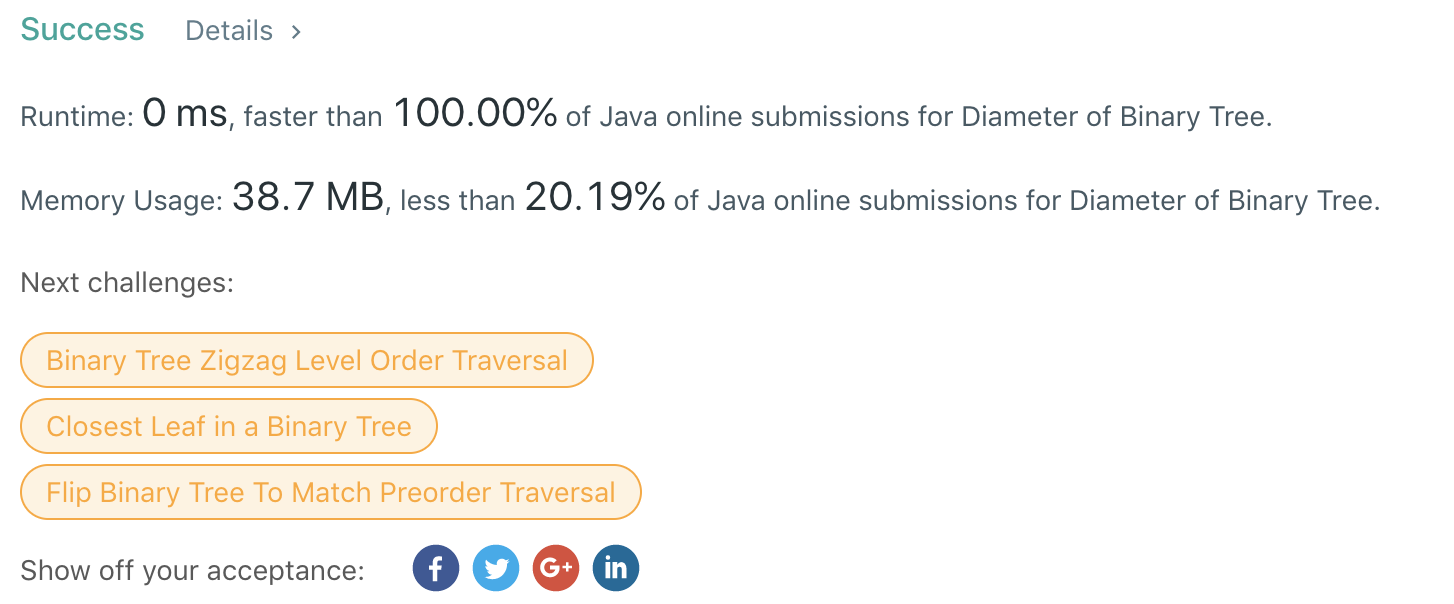 Success Details >
Runtime: 0 ms, faster than 100.00% of Java online submissions for Diameter of Binary Tree.
Memory Usage: 38.7 MB, less than 20.19% of Java online submissions for Diameter of Binary Tree.
Next challenges:
Binary Tree Zigzag Level Order Traversal
Closest Leaf in a Binary Tree
Flip Binary Tree To Match Preorder Traversal
Show off your acceptance: f G+ in